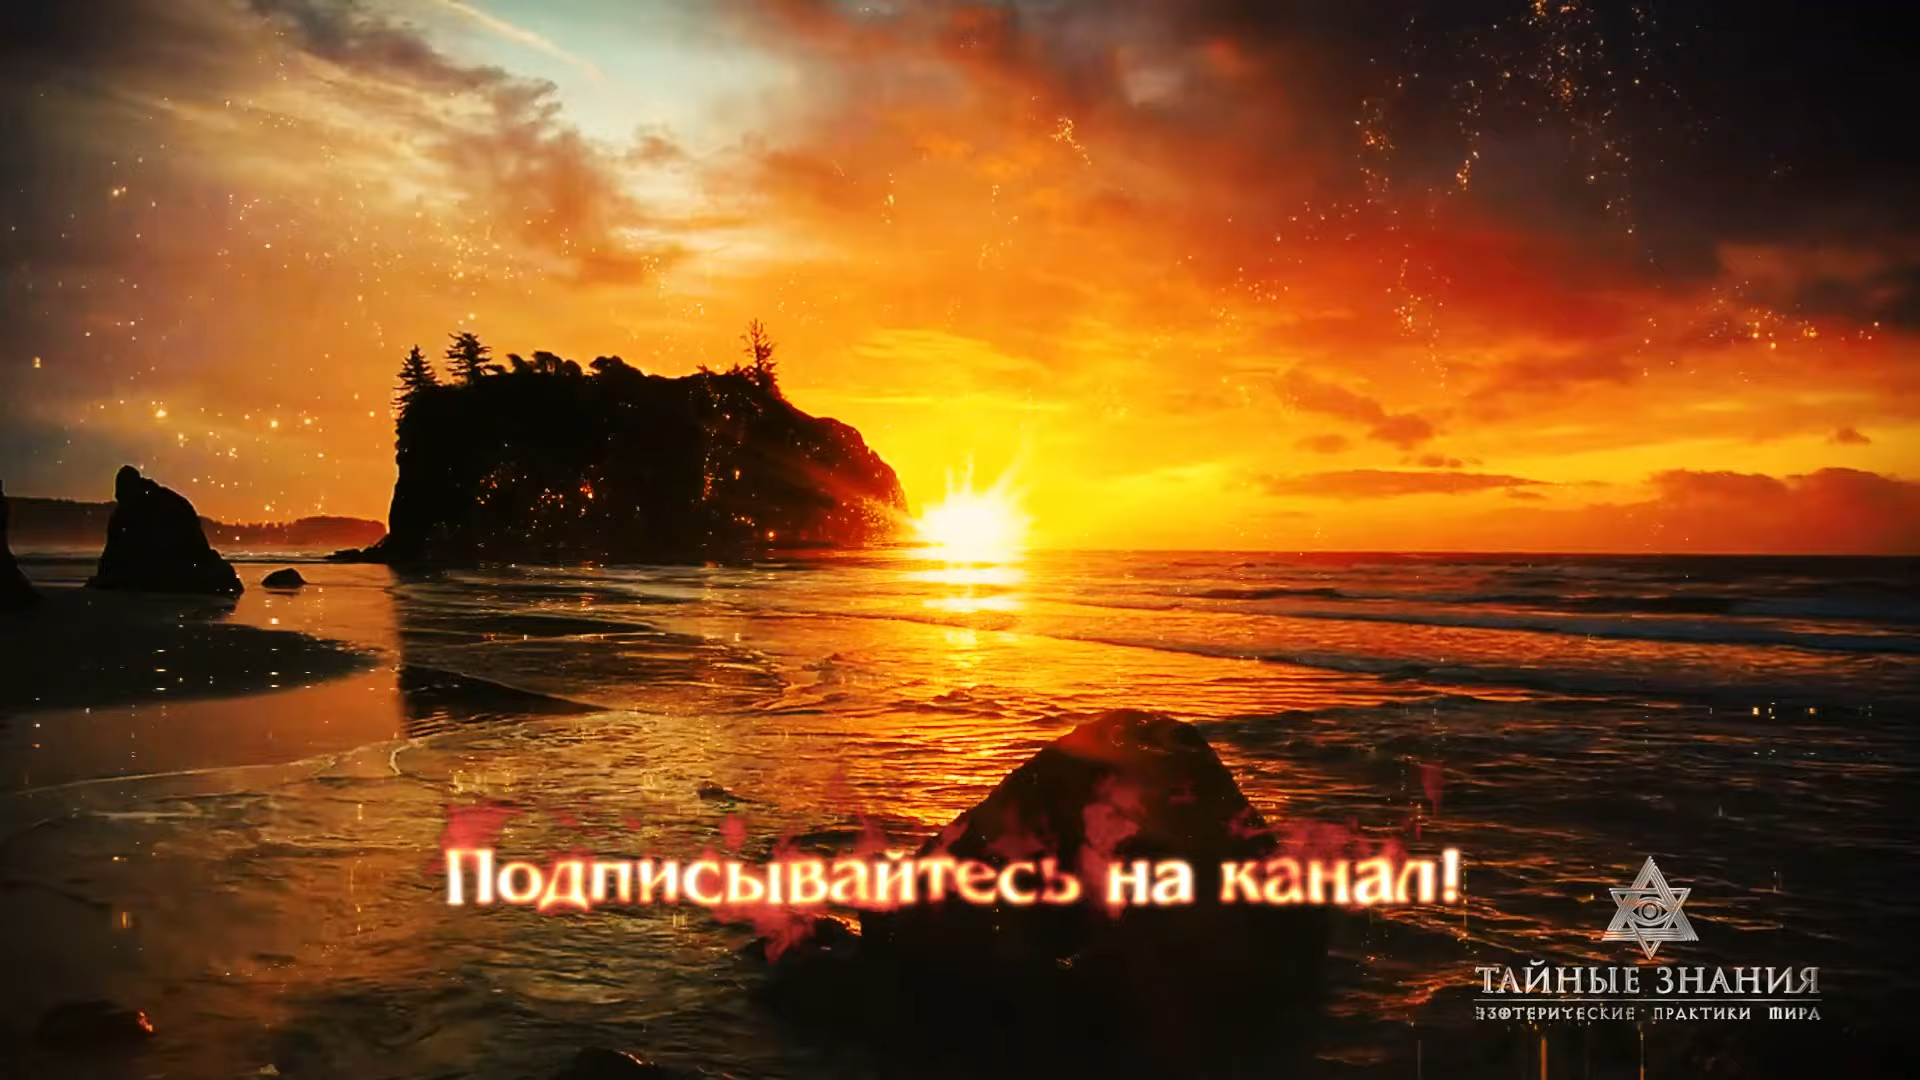 Подписывайтесь на канал!
ТАЙНЫЕ ЗНАНИЯ
ЭЗОТЕРИЧЕСКИЕ ПРАКТИКИ МИРА